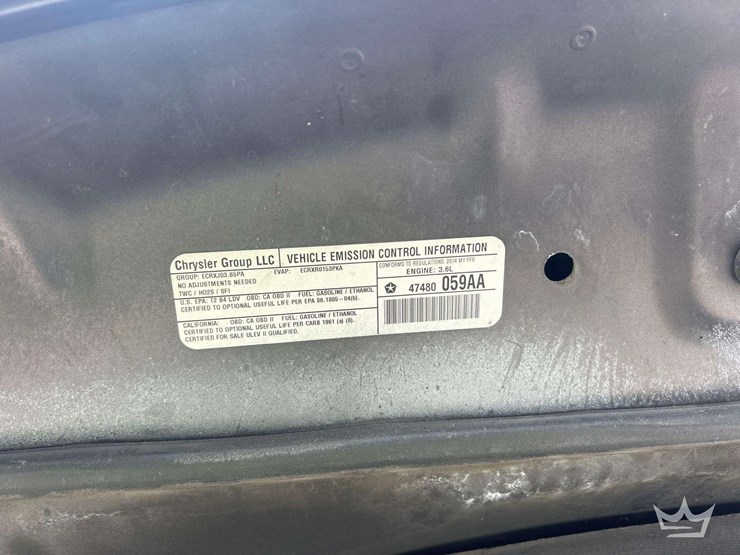 Chrysler Group LLC VEHICLE EMISSION CONTROL INFORMATION
GROUP: ECRXJ03.65PA EVAP: ECRXR0153PKA CONFORMS TO REGULATIONS: 2014 MY FFV
NO ADJUSTMENTS NEEDED ENGINE: 3.6L
TWC / HO2S / SFI
47480 059AA
U.S. EPA: T2 B4 LDV OBD: CA OBD II FUEL: GASOLINE / ETHANOL
CERTIFIED TO OPTIONAL USEFUL LIFE PER EPA 86.1805 - 04(b).
CALIFORNIA: OBD: CA OBD II FUEL: GASOLINE / ETHANOL
CERTIFIED TO OPTIONAL USEFUL LIFE PER CARB 1961 (a) (8).
CERTIFIED FOR SALE ULEV II QUALIFIED.